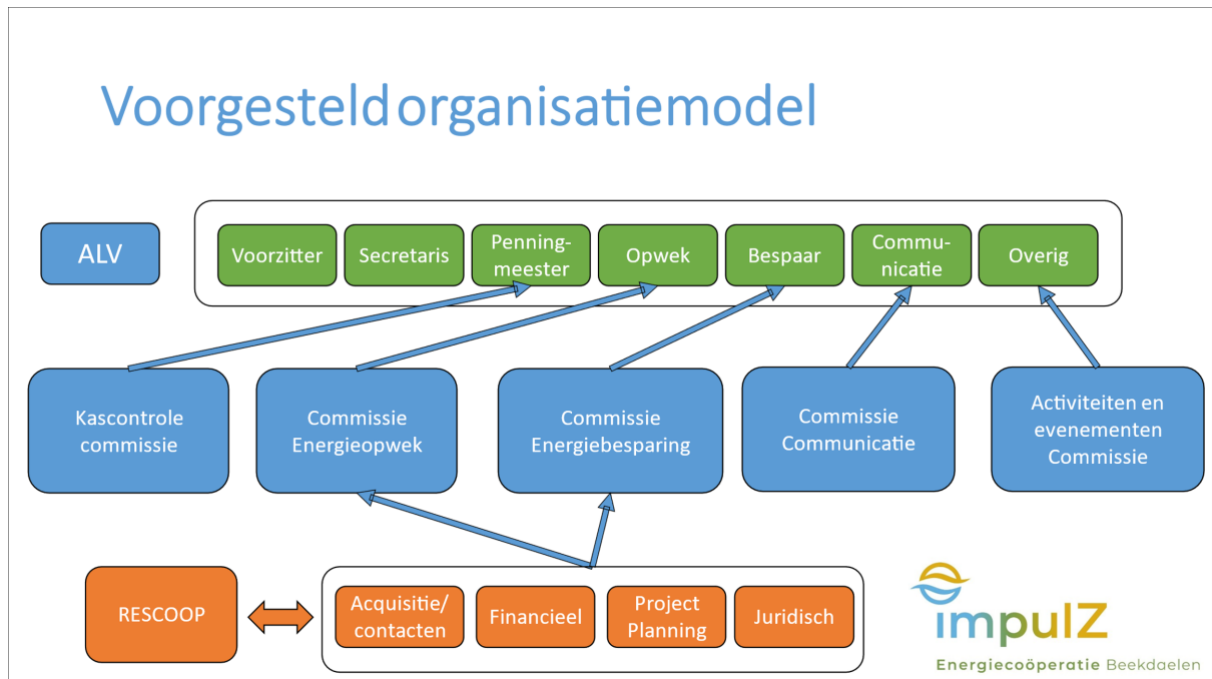 Voorgesteld organisatiemodel
ALV
Voorzitter
Secretaris
Penning-
meester
Opwek
Bespaar
Commu-
nicatie
Overig
Kascontrole
commissie
Commissie
Energieopwek
Commissie
Energiebesparing
Commissie
Communicatie
Activiteiten en
evenementen
Commissie
RESCOOP
Acquisitie/
contacten
Financieel
Project
Planning
Juridisch
impulZ
Energiecoöperatie Beekdaelen